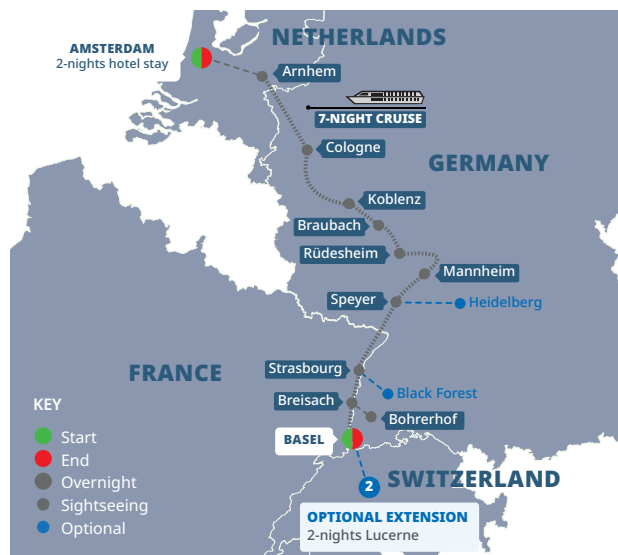 NETHERLANDS
AMSTERDAM
2-nights hotel stay
Arnhem
7-NIGHT CRUISE
Cologne
GERMANY
Koblenz
Braubach
Rüdesheim
Mannheim
Speyer
Heidelberg
Strasbourg
FRANCE
Black Forest
Breisach
Bohrerhof
BASEL
KEY
Start
End
Overnight
Sightseeing
Optional
SWITZERLAND
2
OPTIONAL EXTENSION
2-nights Lucerne